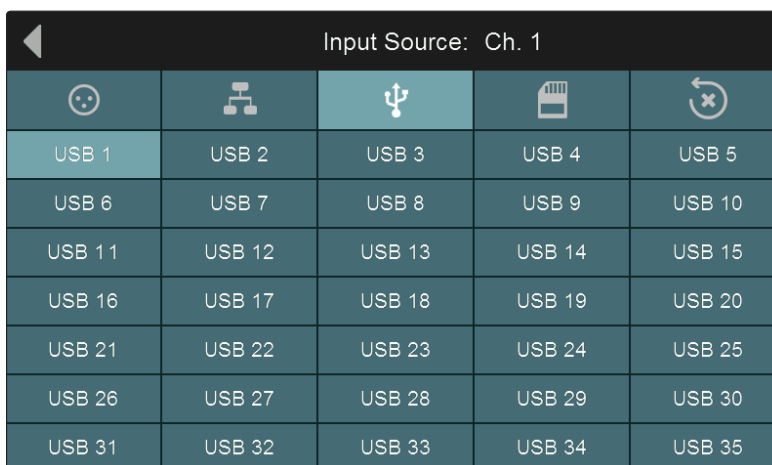 Input Source: Ch. 1
USB 1 USB 2 USB 3 USB 4 USB 5
USB 6 USB 7 USB 8 USB 9 USB 10
USB 11 USB 12 USB 13 USB 14 USB 15
USB 16 USB 17 USB 18 USB 19 USB 20
USB 21 USB 22 USB 23 USB 24 USB 25
USB 26 USB 27 USB 28 USB 29 USB 30
USB 31 USB 32 USB 33 USB 34 USB 35